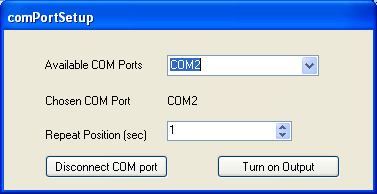 comPortSetup
Available COM Ports COM2
Chosen COM Port COM2
Repeat Position (sec) 1
Disconnect COM port Turn on Output